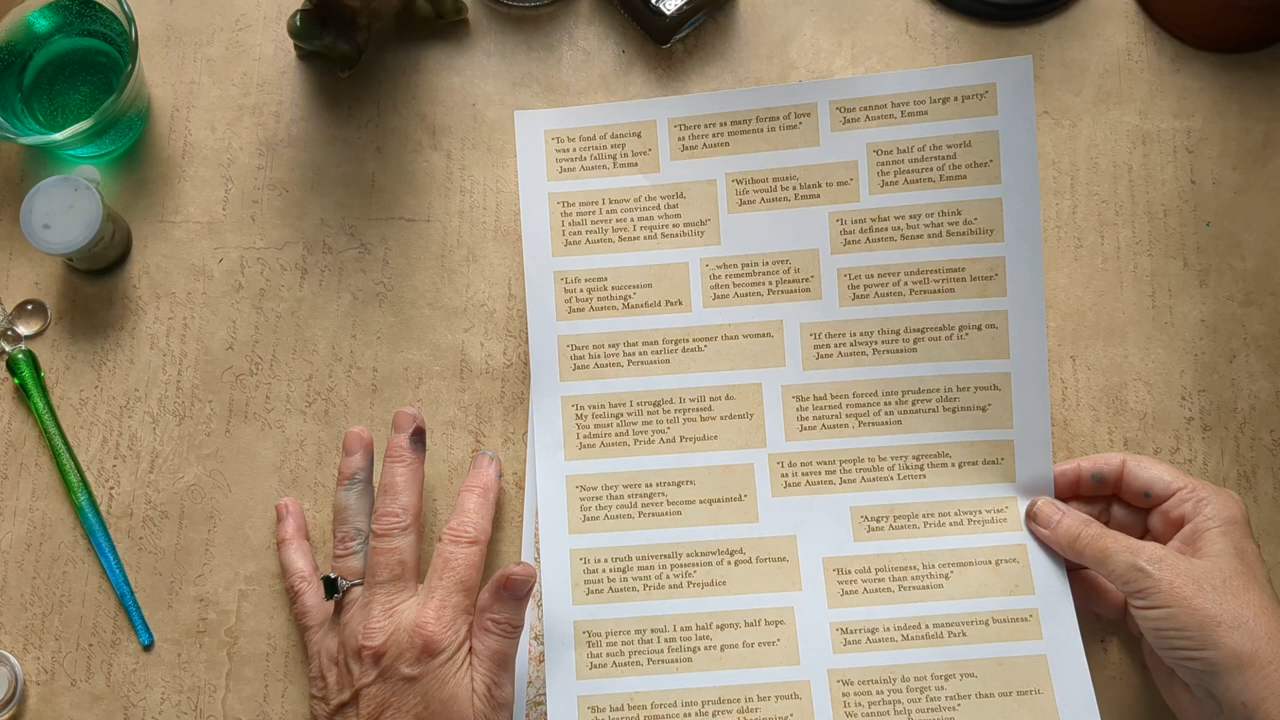 "To be fond of dancing
was a certain step
towards falling in love."
-Jane Austen, Emma
"There are as many forms of love
as there are moments in time."
-Jane Austen
"One cannot have too large a party."
-Jane Austen, Emma
"The more I know of the world,
the more I am convinced that
I shall never see a man whom
I can really love. I require so much!"
-Jane Austen, Sense and Sensibility
"Without music,
life would be a blank to me."
-Jane Austen, Emma
"One half of the world
cannot understand
the pleasures of the other."
-Jane Austen, Emma
"It isnt what we say or think
that defines us, but what we do."
-Jane Austen, Sense and Sensibility
"Life seems
but a quick succession
of busy nothings."
-Jane Austen, Mansfield Park
"...when pain is over,
the remembrance of it
often becomes a pleasure."
-Jane Austen, Persuasion
"Let us never underestimate
the power of a well-written letter."
-Jane Austen, Persuasion
"Dare not say that man forgets sooner than woman,
that his love has an earlier death."
-Jane Austen, Persuasion
"If there is any thing disagreeable going on,
men are always sure to get out of it."
-Jane Austen, Persuasion
"In vain have I struggled. It will not do.
My feelings will not be repressed.
You must allow me to tell you how ardently
I admire and love you."
-Jane Austen, Pride And Prejudice
"She had been forced into prudence in her youth,
she learned romance as she grew older:
the natural sequel of an unnatural beginning."
-Jane Austen , Persuasion
"I do not want people to be very agreeable,
as it saves me the trouble of liking them a great deal."
-Jane Austen, Jane Austen's Letters
"Now they were as strangers;
worse than strangers,
for they could never become acquainted."
-Jane Austen, Persuasion
"Angry people are not always wise."
-Jane Austen, Pride and Prejudice
"It is a truth universally acknowledged,
that a single man in possession of a good fortune,
must be in want of a wife."
-Jane Austen, Pride and Prejudice
"His cold politeness, his ceremonious grace,
were worse than anything."
-Jane Austen, Persuasion
"You pierce my soul. I am half agony, half hope.
Tell me not that I am too late,
that such precious feelings are gone for ever."
-Jane Austen, Persuasion
"Marriage is indeed a maneuvering business."
-Jane Austen, Mansfield Park
"She had been forced into prudence in her youth,
she learned romance as she grew older:
"We certainly do not forget you,
so soon as you forget us.
It is, perhaps, our fate rather than our merit.
We cannot help ourselves."